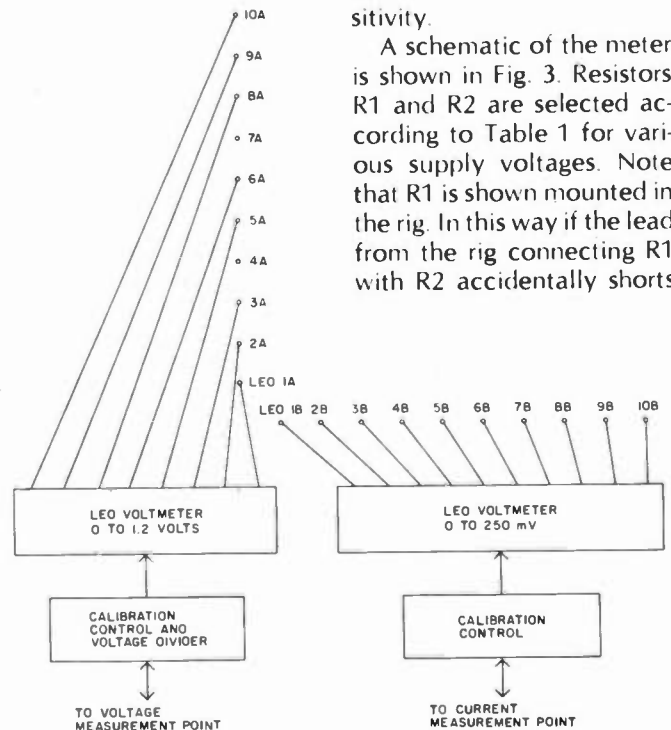 10A
9A
8A
7A
6A
5A
4A
3A
2A
LEO 1A
sitivity.
A schematic of the meter
is shown in Fig. 3. Resistors
R1 and R2 are selected ac-
cording to Table 1 for vari-
ous supply voltages. Note
that R1 is shown mounted in
the rig. In this way if the lead
from the rig connecting R1
with R2 accidentally shorts
LEO 1B 2B 3B 4B 5B 6B 7B 8B 9B 10B
LEO VOLTMETER
0 TO 1.2 VOLTS
LEO VOLTMETER
0 TO 250 mV
CALIBRATION
CONTROL AND
VOLTAGE DIVIDER
CALIBRATION
CONTROL
TO VOLTAGE
MEASUREMENT POINT
TO CURRENT
MEASUREMENT POINT